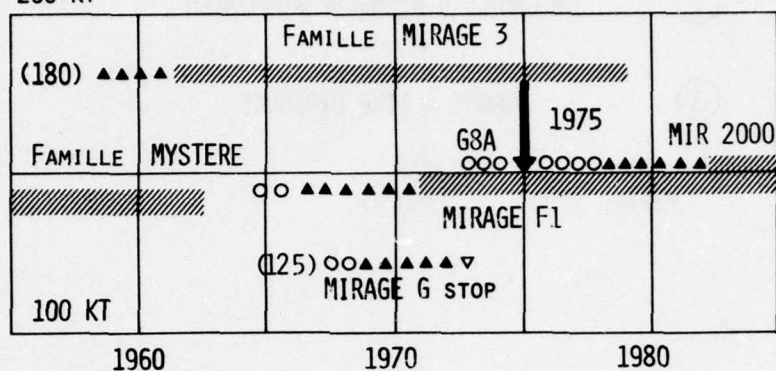 FAMILLE MIRAGE 3
(180)
1975
G8A
MIR 2000
FAMILLE MYSTERE
MIRAGE F1
(125)
MIRAGE G STOP
100 KT
1960 1970 1980